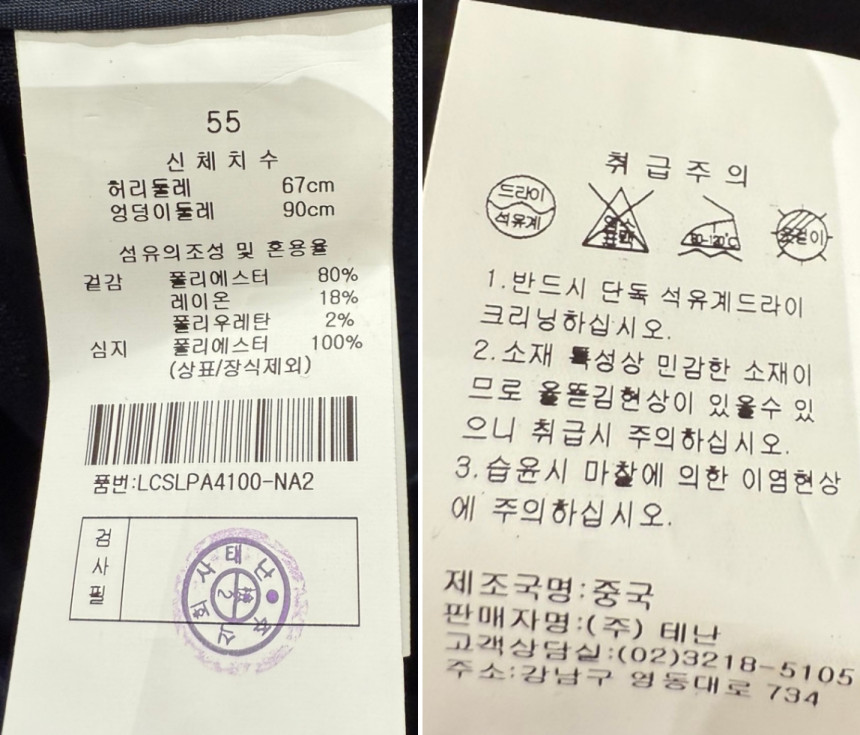 55
신체치수
허리둘레 67cm
엉덩이둘레 90cm
섬유의조성 및 혼용율
겉감 폴리에스터 80%
레이온 18%
폴리우레탄 2%
심지 폴리에스터 100%
(상표/장식제외)
품번:LCSLPA4100-NA2
검
사
필
취급주의
드라이
석유계
염소
표백
80-120℃
옷걸이
1.반드시 단독 석유계드라이
크리닝하십시오.
2.소재 특성상 민감한 소재이
므로 올뜯김현상이 있을수 있
으니 취급시 주의하십시오.
3.습윤시 마찰에 의한 이염현상
에 주의하십시오.
제조국명:중국
판매자명:(주) 테난
고객상담실:(02)3218-5105
주소:강남구 영동대로 734